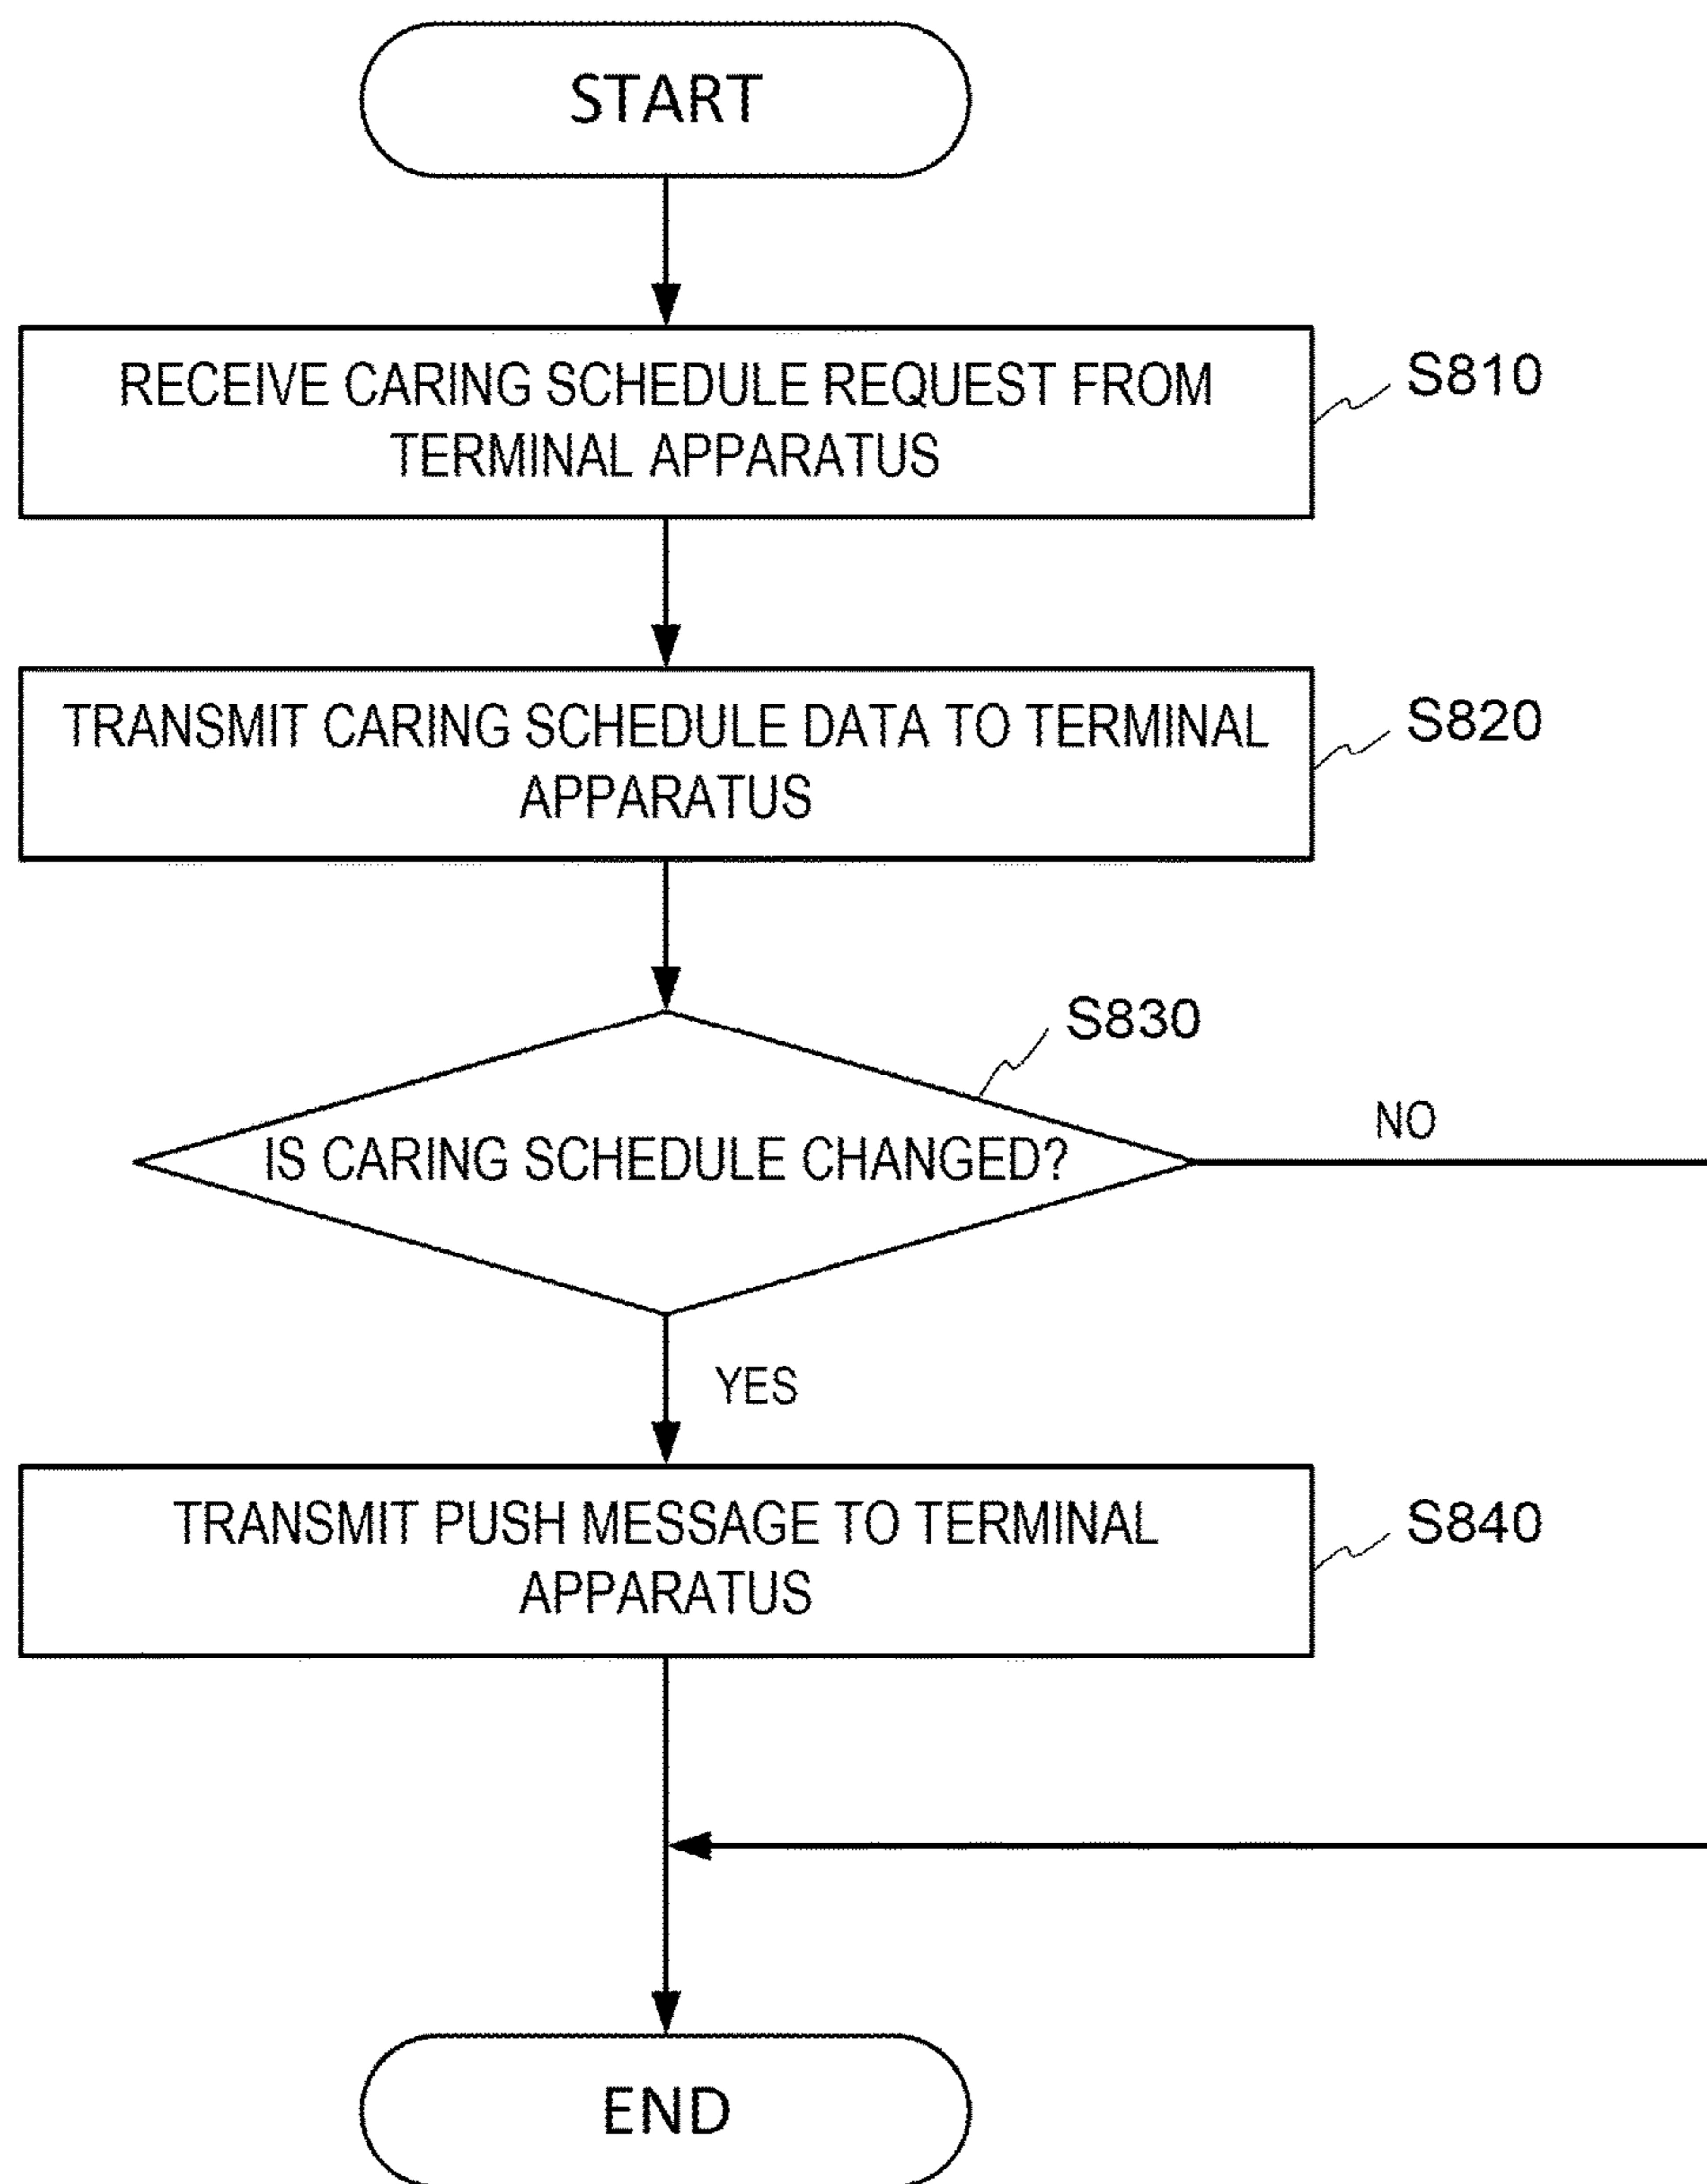 START
RECEIVE CARING SCHEDULE REQUEST FROM
TERMINAL APPARATUS
S810
TRANSMIT CARING SCHEDULE DATA TO TERMINAL
APPARATUS
S820
S830
IS CARING SCHEDULE CHANGED?
NO
YES
TRANSMIT PUSH MESSAGE TO TERMINAL
APPARATUS
S840
END